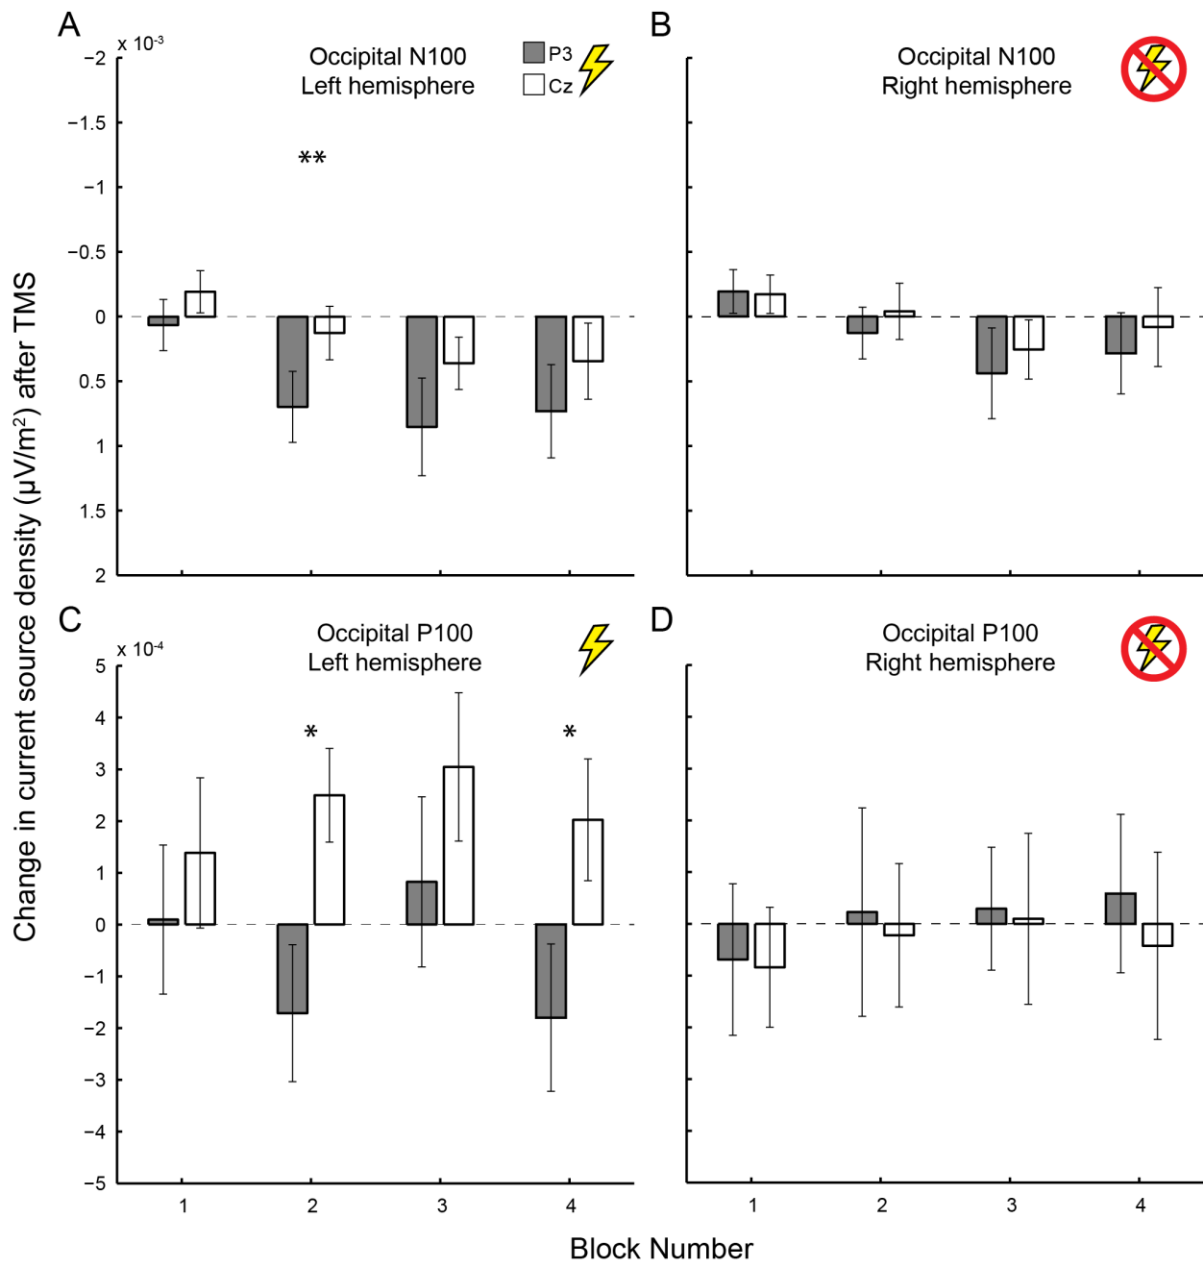 A
x 10⁻³
Occipital N100
Left hemisphere
P3
Cz
−2
−1.5
−1
−0.5
0
0.5
1
1.5
2
**
B
Occipital N100
Right hemisphere
C
x 10⁻⁴
Occipital P100
Left hemisphere
5
4
3
2
1
0
−1
−2
−3
−4
−5
*
*
1
2
3
4
D
Occipital P100
Right hemisphere
1
2
3
4
Change in current source density (µV/m²) after TMS
Block Number